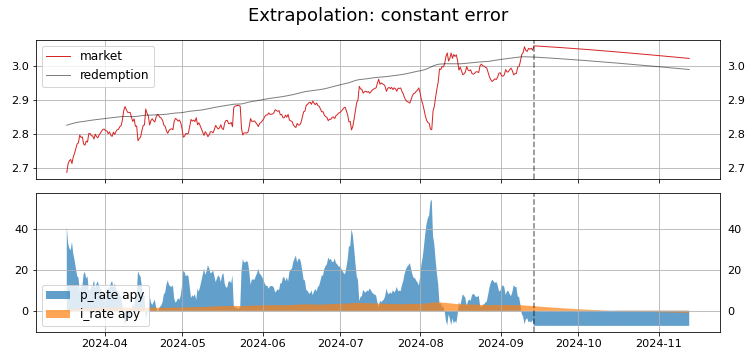 Extrapolation: constant error
market
redemption
3.0 3.0
2.9 2.9
2.8 2.8
2.7 2.7
40 40
20 20
0 0
p_rate apy
i_rate apy
2024-04 2024-05 2024-06 2024-07 2024-08 2024-09 2024-10 2024-11